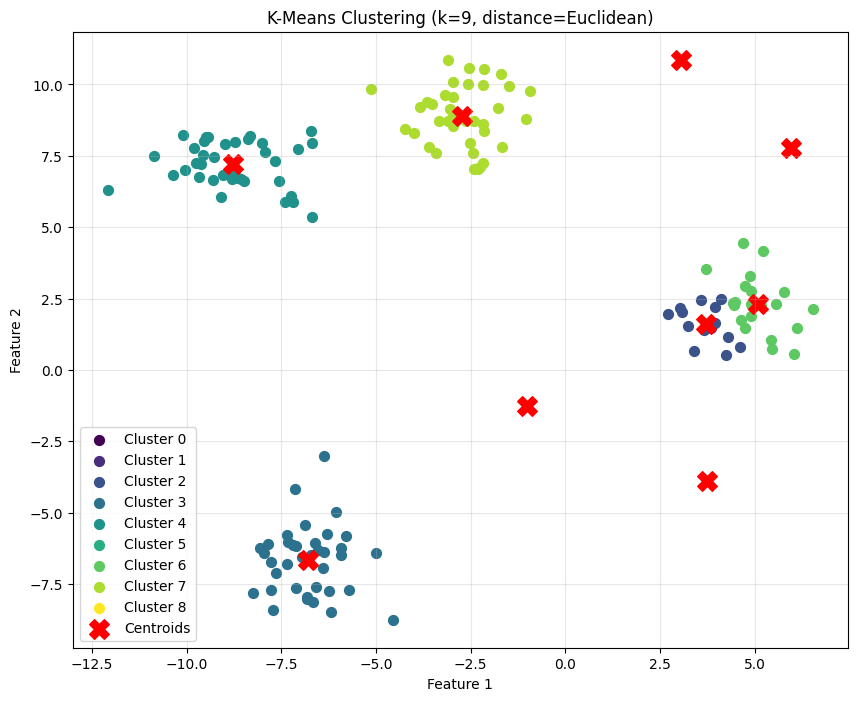 K-Means Clustering (k=9, distance=Euclidean)
10.0
7.5
5.0
2.5
0.0
−2.5
−5.0
−7.5
Feature 2
Cluster 0
Cluster 1
Cluster 2
Cluster 3
Cluster 4
Cluster 5
Cluster 6
Cluster 7
Cluster 8
Centroids
−12.5 −10.0 −7.5 −5.0 −2.5 0.0 2.5 5.0
Feature 1